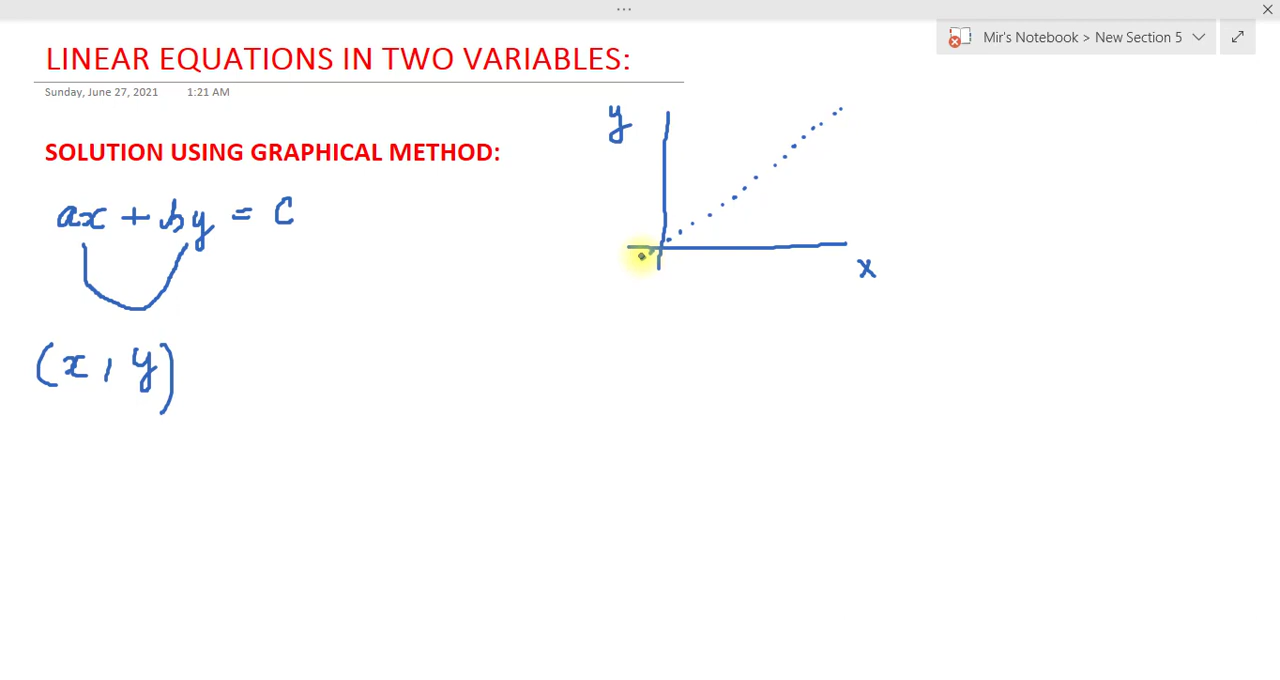 ...
Mir's Notebook > New Section 5
LINEAR EQUATIONS IN TWO VARIABLES:
Sunday, June 27, 2021 1:21 AM
SOLUTION USING GRAPHICAL METHOD:
ax + by = C
(x, y)
y
x